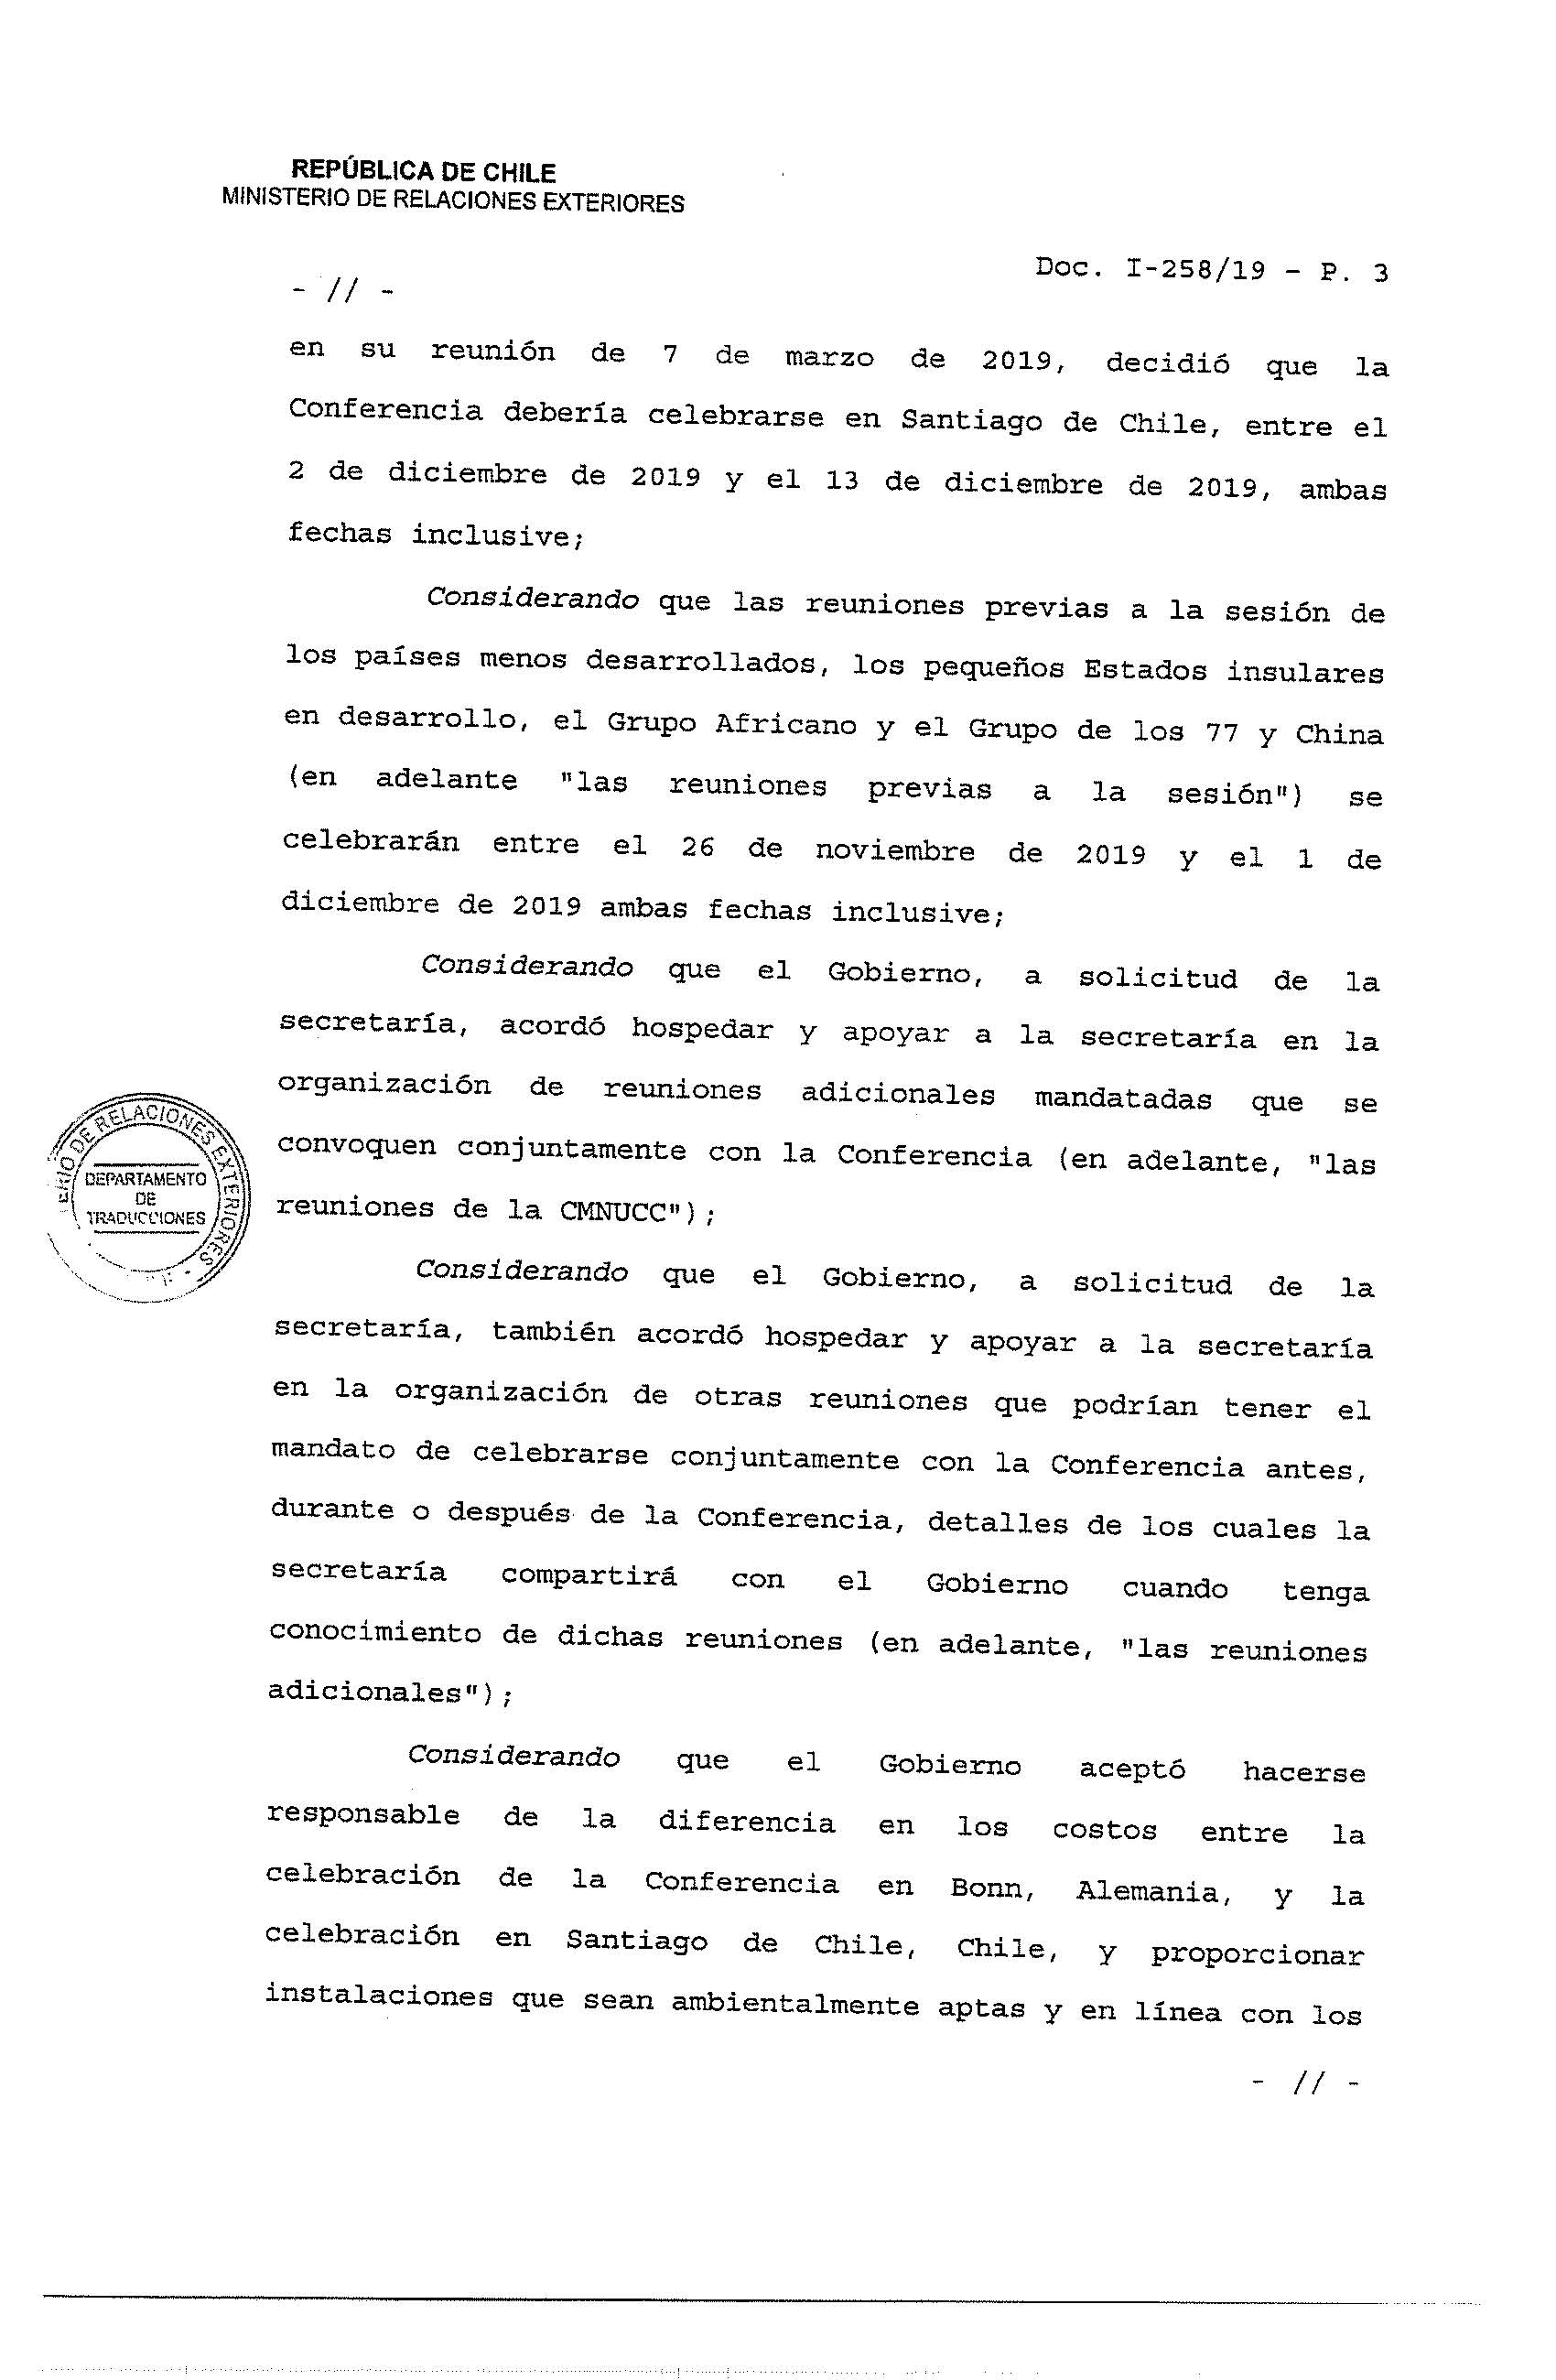 REPÚBLICA DE CHILE
MINISTERIO DE RELACIONES EXTERIORES
Doc. I-258/19 - P. 3
- // -
en su reunión de 7 de marzo de 2019, decidió que la
Conferencia debería celebrarse en Santiago de Chile, entre el
2 de diciembre de 2019 y el 13 de diciembre de 2019, ambas
fechas inclusive;
Considerando que las reuniones previas a la sesión de
los países menos desarrollados, los pequeños Estados insulares
en desarrollo, el Grupo Africano y el Grupo de los 77 y China
(en adelante "las reuniones previas a la sesión") se
celebrarán entre el 26 de noviembre de 2019 y el 1 de
diciembre de 2019 ambas fechas inclusive;
Considerando que el Gobierno, a solicitud de la
secretaría, acordó hospedar y apoyar a la secretaría en la
organización de reuniones adicionales mandatadas que se
convoquen conjuntamente con la Conferencia (en adelante, "las
reuniones de la CMNUCC");
Considerando que el Gobierno, a solicitud de la
secretaría, también acordó hospedar y apoyar a la secretaría
en la organización de otras reuniones que podrían tener el
mandato de celebrarse conjuntamente con la Conferencia antes,
durante o después de la Conferencia, detalles de los cuales la
secretaría compartirá con el Gobierno cuando tenga
conocimiento de dichas reuniones (en adelante, "las reuniones
adicionales");
Considerando que el Gobierno aceptó hacerse
responsable de la diferencia en los costos entre la
celebración de la Conferencia en Bonn, Alemania, y la
celebración en Santiago de Chile, Chile, y proporcionar
instalaciones que sean ambientalmente aptas y en línea con los
- // -
DE RELACIONES EXTERIORES -
DEPARTAMENTO
DE
TRADUCCIONES